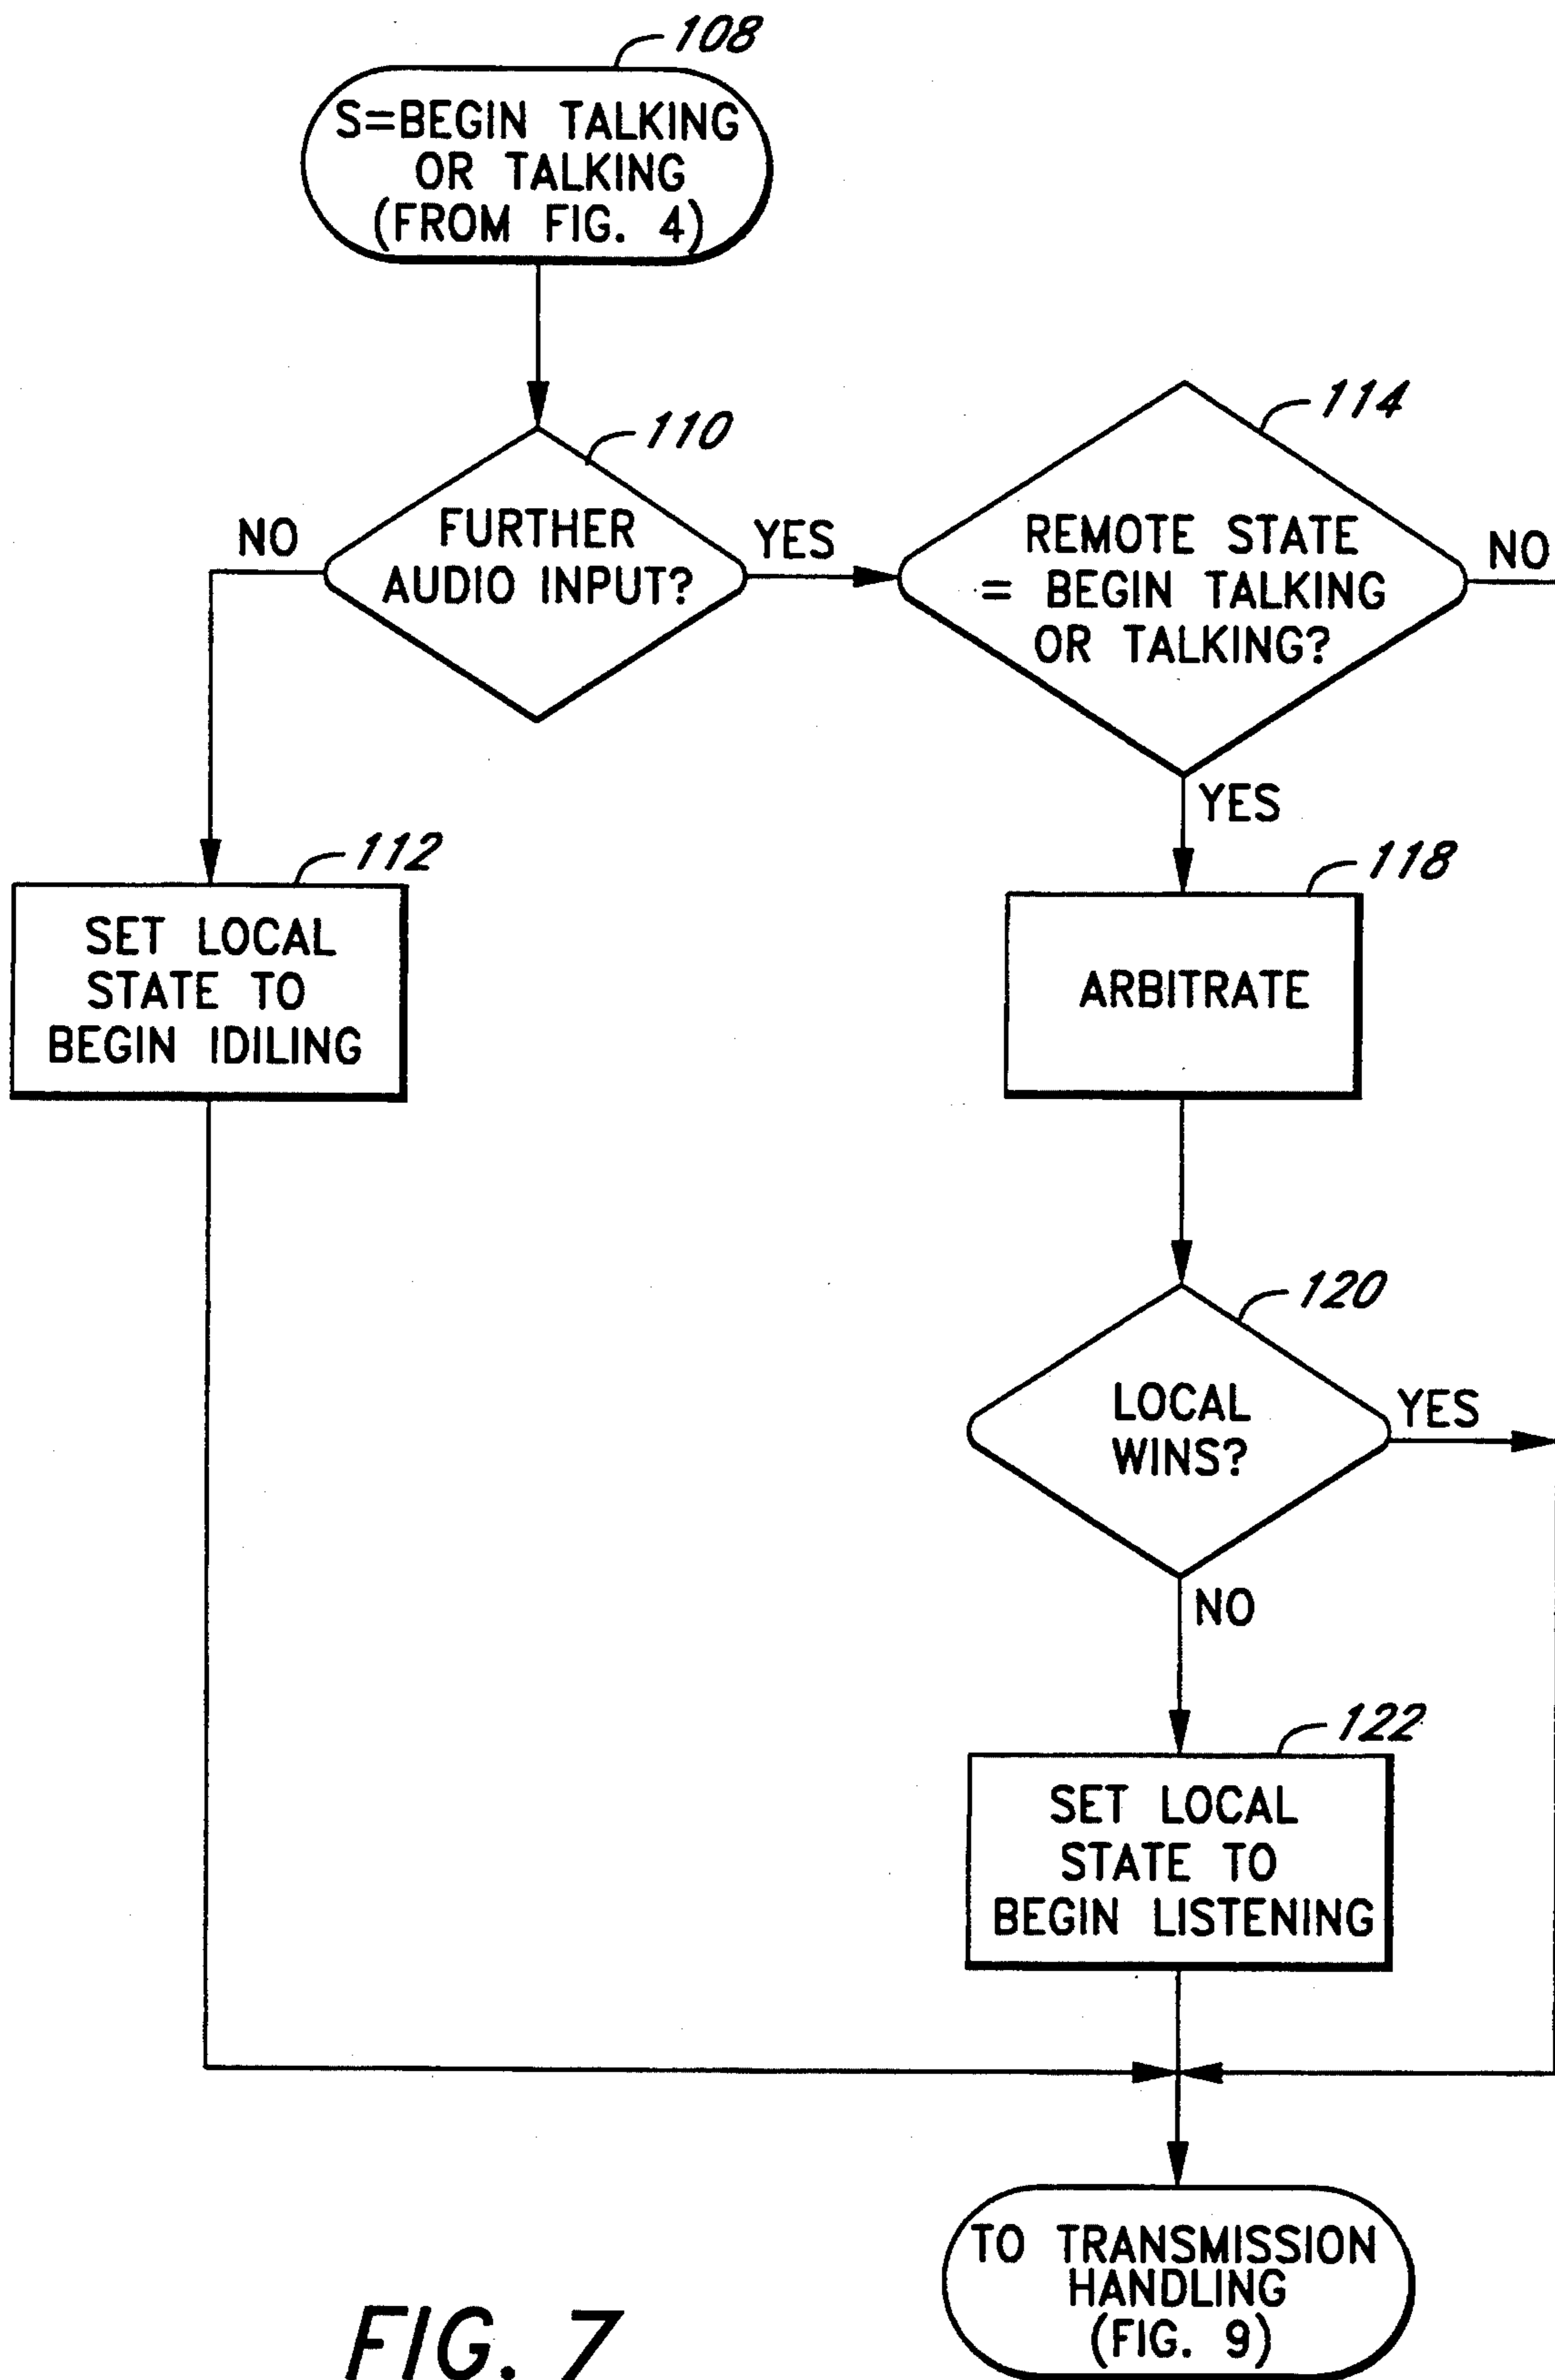 108
S=BEGIN TALKING
OR TALKING
(FROM FIG. 4)
110
FURTHER
AUDIO INPUT?
NO
YES
114
REMOTE STATE
= BEGIN TALKING
OR TALKING?
NO
YES
112
SET LOCAL
STATE TO
BEGIN IDILING
118
ARBITRATE
120
LOCAL
WINS?
YES
NO
122
SET LOCAL
STATE TO
BEGIN LISTENING
TO TRANSMISSION
HANDLING
(FIG. 9)
FIG. 7